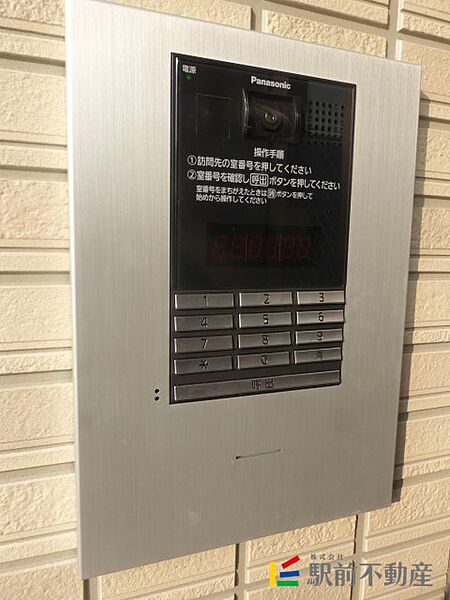 電源
Panasonic
操作手順
①訪問先の室番号を押してください
②室番号を確認し呼出ボタンを押してください
室番号をまちがえたときは消ボタンを押して
始めから操作してください
1 2 3
4 5 6
7 8 9
* 0 消
呼出
株式会社
駅前不動産